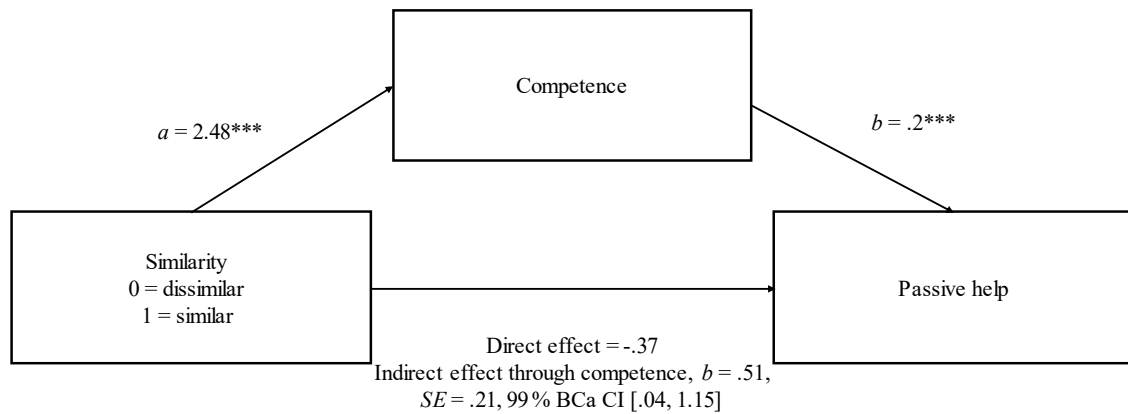 Competence
a = 2.48***
b = .2***
Similarity
0 = dissimilar
1 = similar
Passive help
Direct effect = -.37
Indirect effect through competence, b = .51,
SE = .21, 99% BCa CI [.04, 1.15]